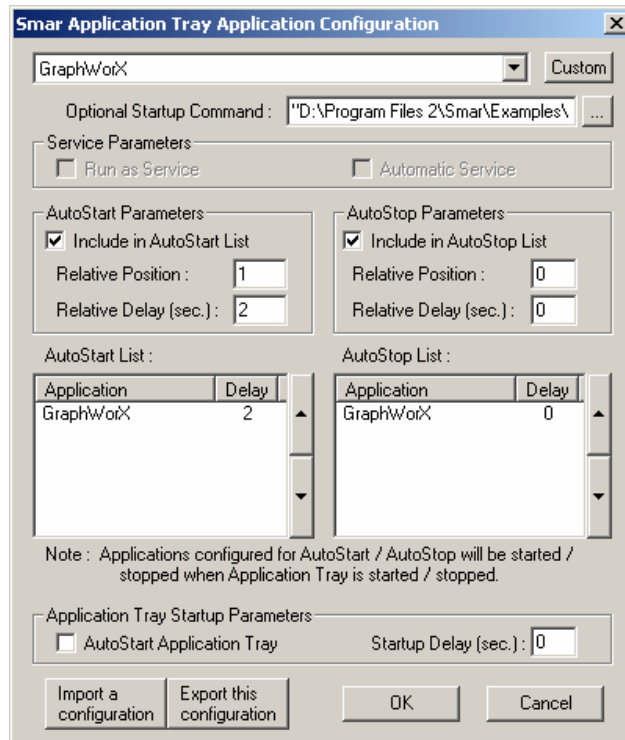 Smar Application Tray Application Configuration
GraphWorX
Custom
Optional Startup Command : "D:\Program Files 2\Smar\Examples\ ...
Service Parameters
Run as Service Automatic Service
AutoStart Parameters AutoStop Parameters
Include in AutoStart List Include in AutoStop List
Relative Position : 1 Relative Position : 0
Relative Delay (sec.) : 2 Relative Delay (sec.) : 0
AutoStart List : AutoStop List :
Application Delay Application Delay
GraphWorX 2 GraphWorX 0
Note : Applications configured for AutoStart / AutoStop will be started /
stopped when Application Tray is started / stopped.
Application Tray Startup Parameters
AutoStart Application Tray Startup Delay (sec.) : 0
Import a configuration Export this configuration OK Cancel